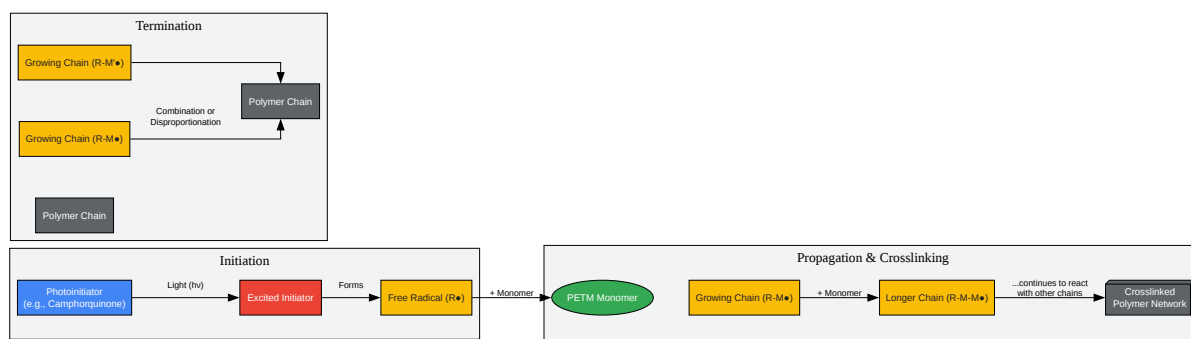 Termination
Growing Chain (R-M'●)
Polymer Chain
Combination or
Disproportionation
Growing Chain (R-M●)
Polymer Chain
Initiation
Photoinitiator
(e.g., Camphorquinone)
Light (hν)
Excited Initiator
Forms
Free Radical (R●)
+ Monomer
Propagation & Crosslinking
PETM Monomer
Growing Chain (R-M●)
+ Monomer
Longer Chain (R-M-M●)
...continues to react
with other chains
Crosslinked
Polymer Network